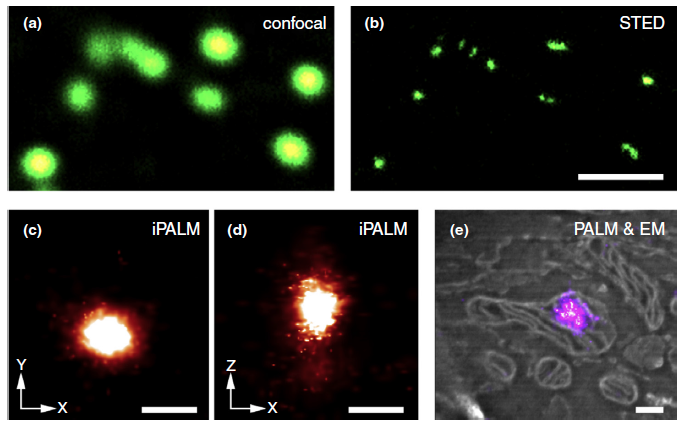 (a) confocal
(b) STED
(c) iPALM
(d) iPALM
(e) PALM & EM
Y
X
Z
X